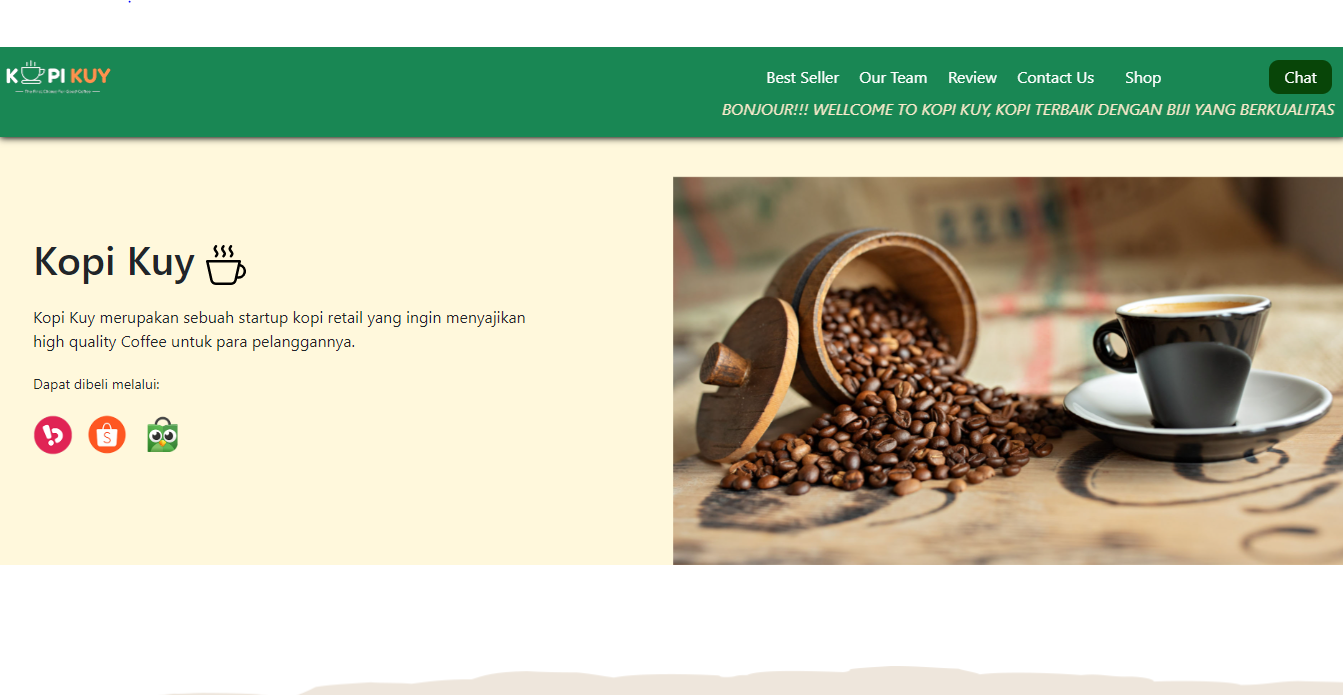 KOPI KUY
Best Seller Our Team Review Contact Us Shop Chat
BONJOUR!!! WELLCOME TO KOPI KUY, KOPI TERBAIK DENGAN BIJI YANG BERKUALITAS
Kopi Kuy
Kopi Kuy merupakan sebuah startup kopi retail yang ingin menyajikan
high quality Coffee untuk para pelanggannya.
Dapat dibeli melalui: